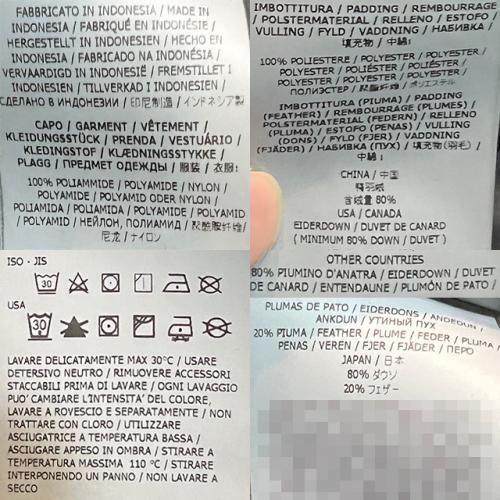 FABBRICATO IN INDONESIA / MADE IN
INDONESIA / FABRIQUÉ EN INDONÉSIE /
HERGESTELLT IN INDONESIEN / HECHO EN
INDONESIA / FABRICADO NA INDONÉSIA /
VERVAARDIGD IN INDONESIË / FREMSTILLET I
INDONESIEN / TILLVERKAD I INDONESIEN /
СДЕЛАНО В ИНДОНЕЗИИ / 印尼制造 / インドネシア製
CAPO / GARMENT / VÊTEMENT /
KLEIDUNGSSTÜCK / PRENDA / VESTUÁRIO /
KLEDINGSTOF / KLÆDNINGSSTYKKE /
PLAGG / ПРЕДМЕТ ОДЕЖДЫ / 服装 / 衣服:
100% POLIAMMIDE / POLYAMIDE / NYLON /
POLYAMID / POLYAMID ODER NYLON /
POLIAMIDA / POLIAMIDA / POLYAMIDE / POLYAMID
/ POLYAMID / НЕЙЛОН, ПОЛИАМИД / 聚酰胺纤维/
尼龙 / ナイロン
IMBOTTITURA / PADDING / REMBOURRAGE
/ POLSTERMATERIAL / RELLENO / ESTOFO /
VULLING / FYLD / VADDNING / НАБИВКА /
填充物 / 中綿:
100% POLIESTERE / POLYESTER / POLYESTER /
POLYESTER / POLIÉSTER / POLIÉSTER /
POLYESTER / POLYESTER / POLYESTER /
ПОЛИЭСТЕР / 聚酯纤维 / ポリエステル
IMBOTTITURA (PIUMA) / PADDING
(FEATHER) / REMBOURRAGE (PLUMES) /
POLSTERMATERIAL (FEDERN) / RELLENO
(PLUMA) / ESTOFO (PENAS) / VULLING
(DONS) / FYLD (FJER) / VADDNING
(FJÄDER) / НАБИВКА (ПУХ) / 填充物(羽毛) /
中綿:
CHINA / 中国
鸭羽绒
含绒量 80%
USA / CANADA
EIDERDOWN / DUVET DE CANARD
( MINIMUM 80% DOWN / DUVET )
OTHER COUNTRIES
80% PIUMINO D'ANATRA / EIDERDOWN / DUVET
DE CANARD / ENTENDAUNE / PLUMÓN DE PATO /
PLUMAS DE PATO / EIDERDONS / ANDEDUN /
ANKDUN / УТИНЫЙ ПУХ
20% PIUMA / FEATHER / PLUME / FEDER / PLUMA /
PENAS / VEREN / FJER / FJÄDER / ПЕРО
JAPAN / 日本
80% ダウン
20% フェザー
ISO - JIS
30
USA
30
LAVARE DELICATAMENTE MAX 30°C / USARE
DETERSIVO NEUTRO / RIMUOVERE ACCESSORI
STACCABILI PRIMA DI LAVARE / OGNI LAVAGGIO
PUO' CAMBIARE L'INTENSITA' DEL COLORE,
LAVARE A ROVESCIO E SEPARATAMENTE / NON
TRATTARE CON CLORO / UTILIZZARE
ASCIUGATRICE A TEMPERATURA BASSA /
ASCIUGARE APPESO IN OMBRA / STIRARE A
TEMPERATURA MASSIMA 110 °C / STIRARE
INTERPONENDO UN PANNO / NON LAVARE A
SECCO